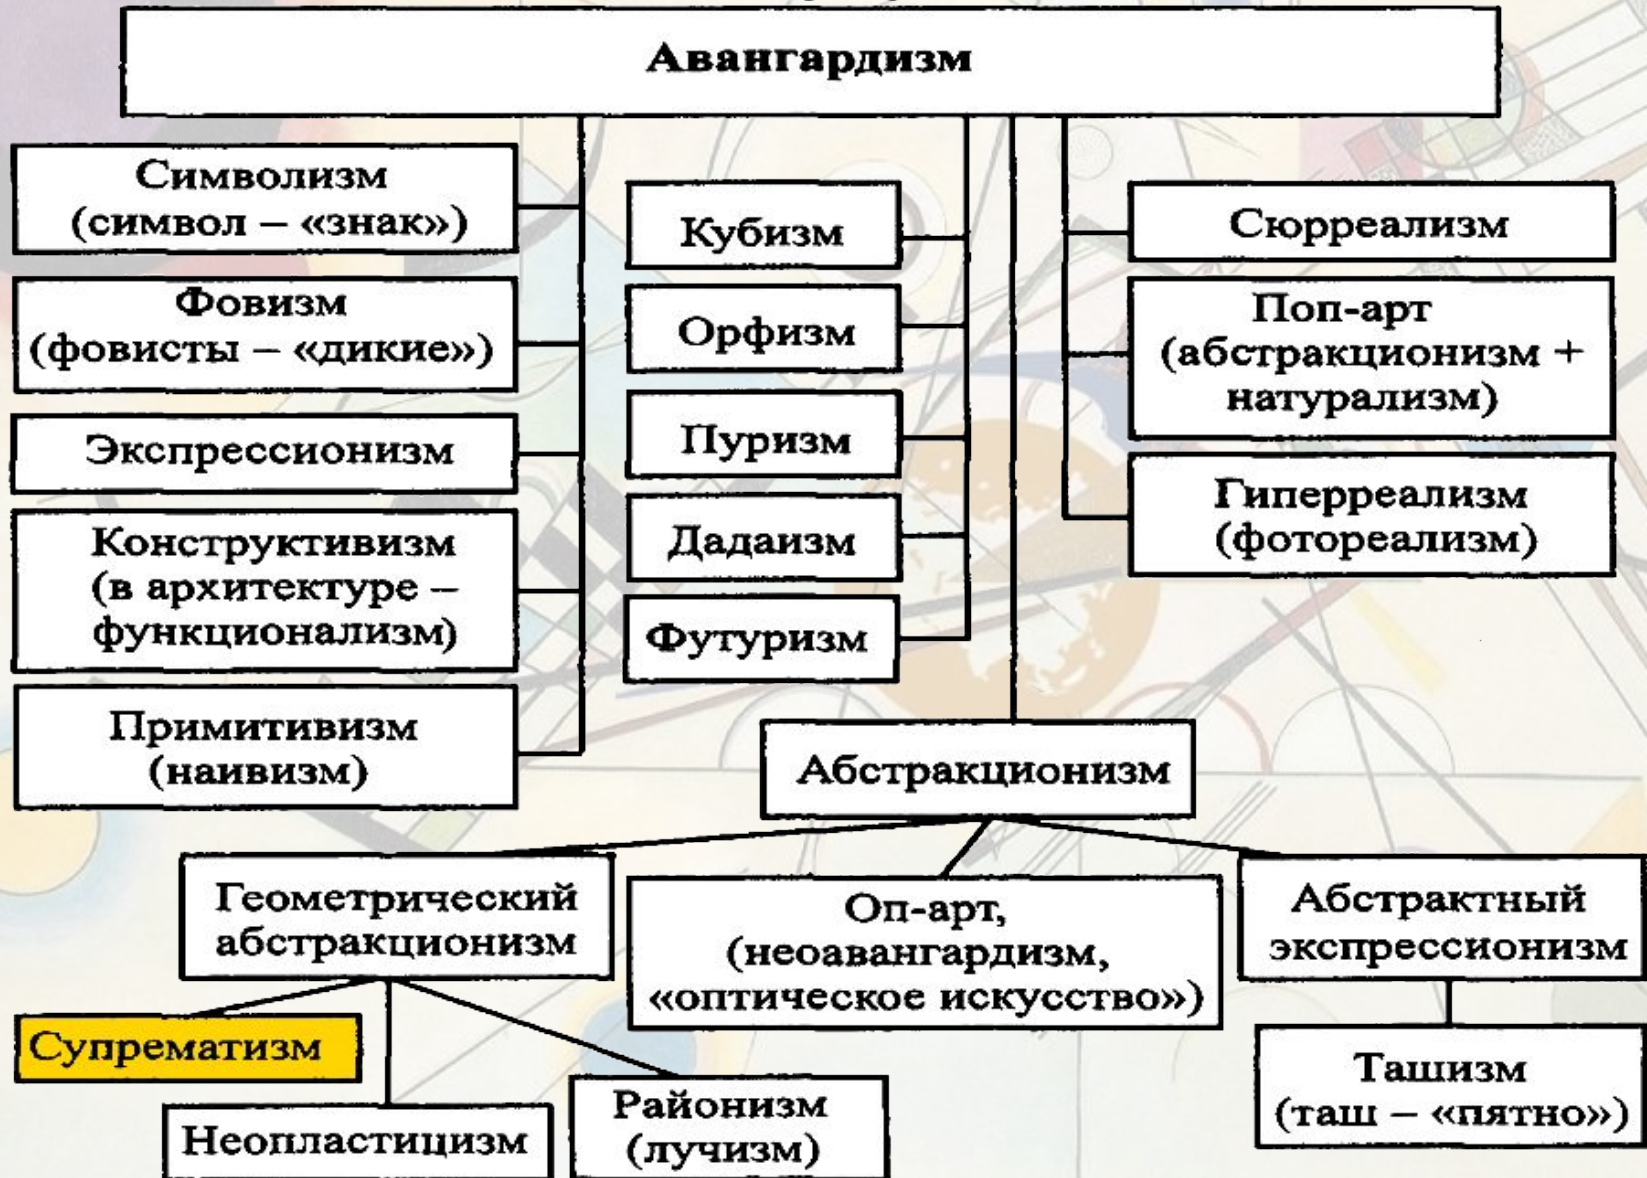 Авангардизм
Символизм
(символ – «знак»)
Фовизм
(фовисты – «дикие»)
Экспрессионизм
Конструктивизм
(в архитектуре –
функционализм)
Примитивизм
(наивизм)
Кубизм
Орфизм
Пуризм
Дадаизм
Футуризм
Сюрреализм
Поп-арт
(абстракционизм +
натурализм)
Гиперреализм
(фотореализм)
Абстракционизм
Геометрический
абстракционизм
Оп-арт,
(неоавангардизм,
«оптическое искусство»)
Абстрактный
экспрессионизм
Супрематизм
Неопластицизм
Районизм
(лучизм)
Ташизм
(таш – «пятно»)